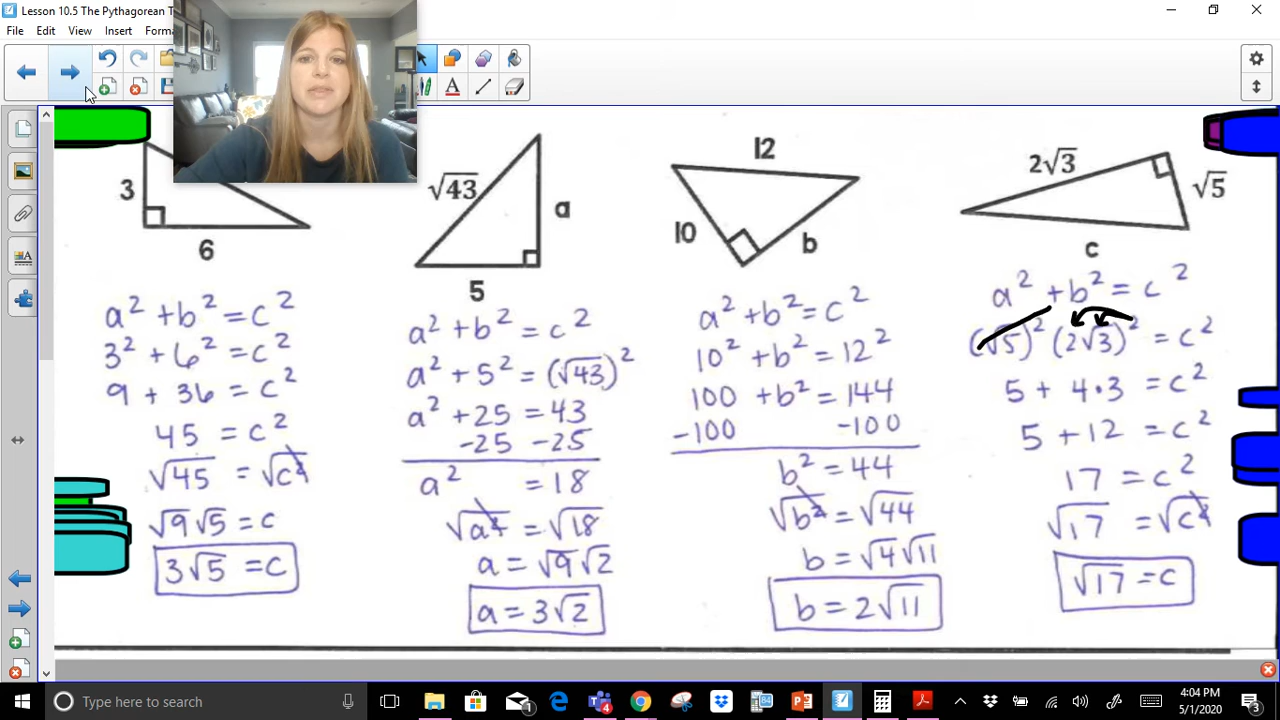 Lesson 10.5 The Pythagorean T
File Edit View Insert Forma
3
6
√43
a
5
12
10
b
2√3
√5
c
a² + b² = c²
3² + 6² = c²
9 + 36 = c²
45 = c²
√45 = √c²
√9√5 = c
3√5 = c
a² + b² = c²
a² + 5² = (√43)²
a² + 25 = 43
-25 -25
a² = 18
√a² = √18
a = √9√2
a = 3√2
a² + b² = c²
10² + b² = 12²
100 + b² = 144
-100 -100
b² = 44
√b² = √44
b = √4√11
b = 2√11
a² + b² = c²
(√5)² (2√3)² = c²
5 + 4·3 = c²
5 + 12 = c²
17 = c²
√17 = √c²
√17 = c
Type here to search
4:04 PM
5/1/2020